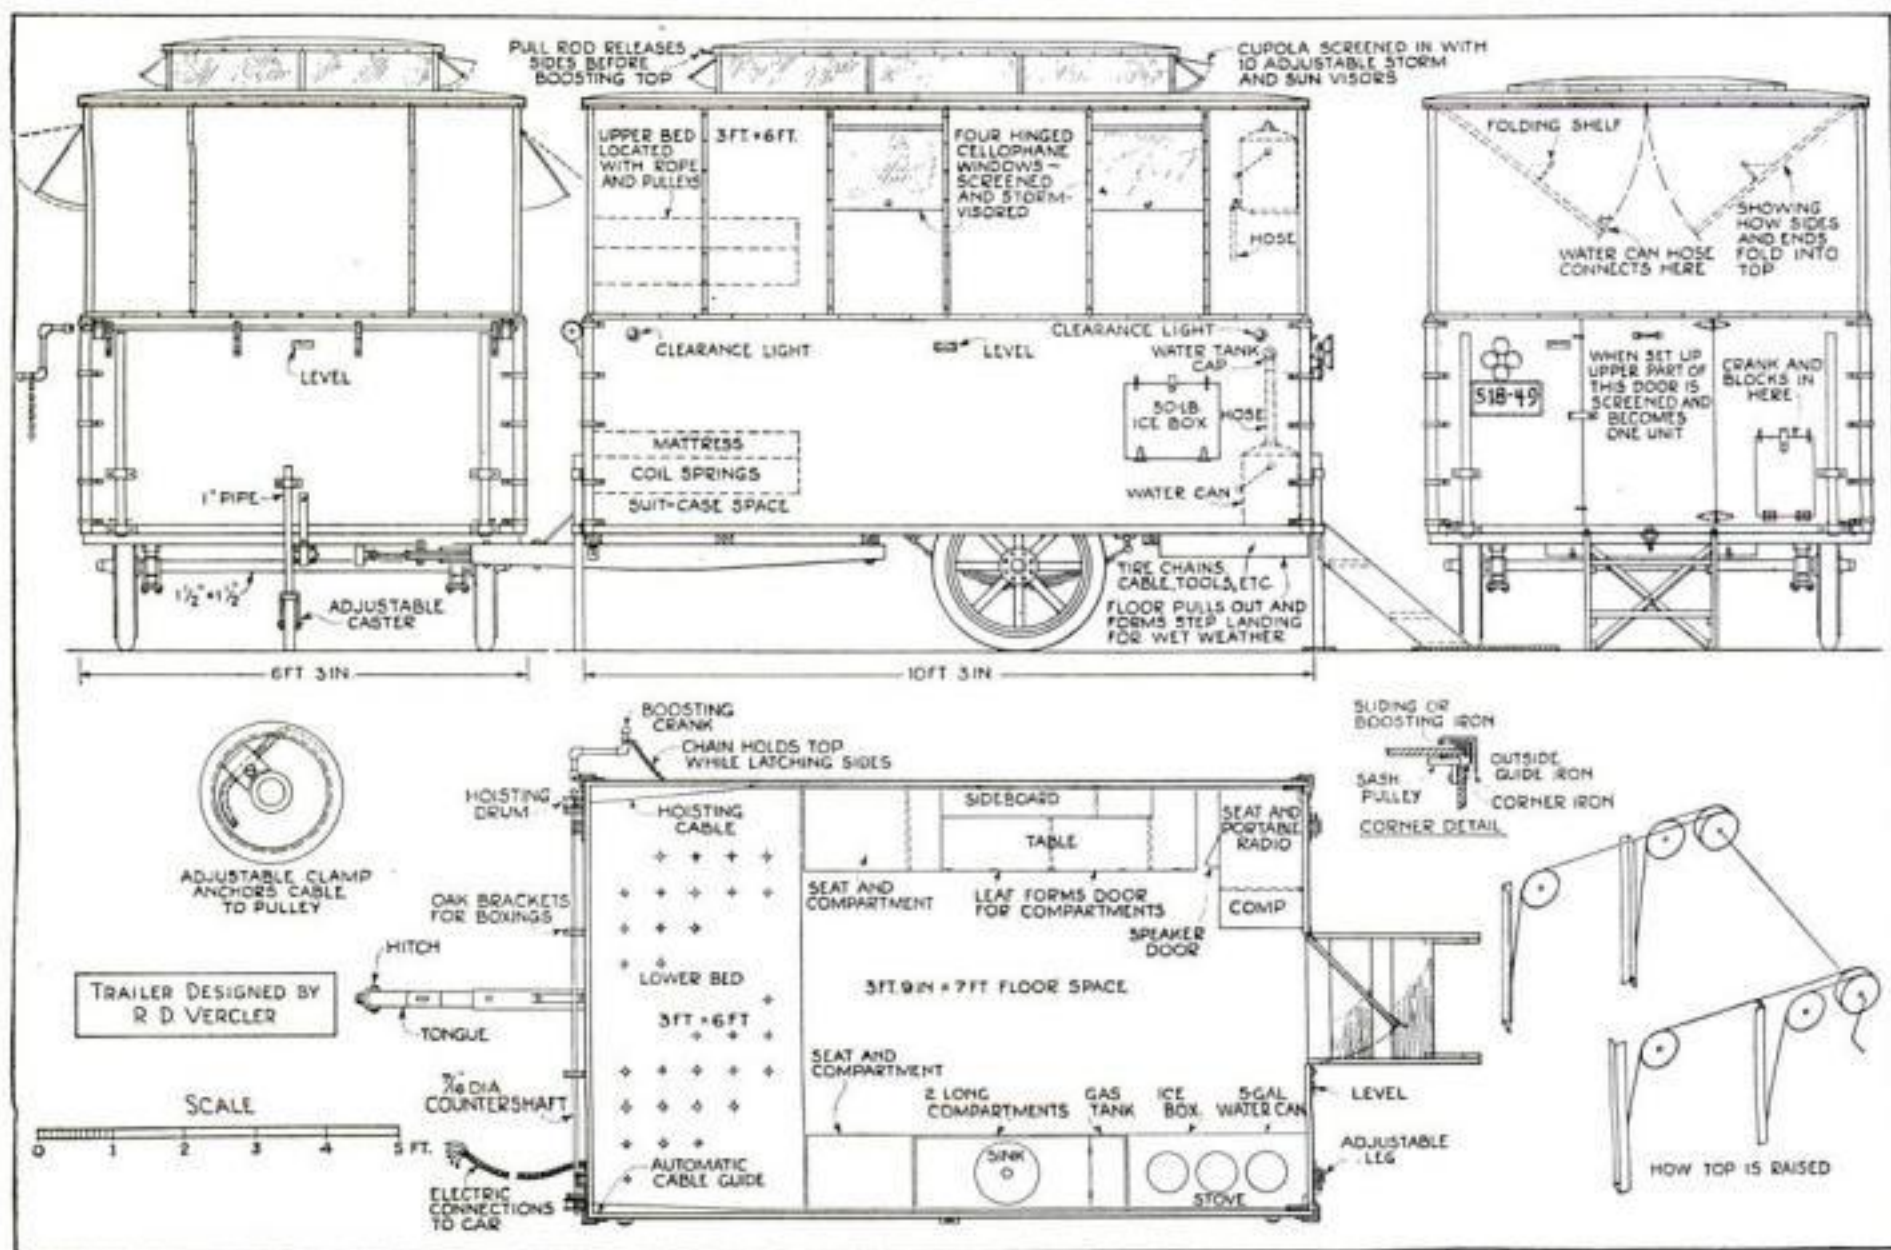 PULL ROD RELEASES
SIDES BEFORE
BOOSTING TOP
CUPOLA SCREENED IN WITH
10 ADJUSTABLE STORM
AND SUN VISORS
UPPER BED
LOCATED
WITH ROPE
AND PULLEYS
3 FT. × 6 FT.
FOUR HINGED
CELLOPHANE
WINDOWS ~
SCREENED
AND STORM-
VISORED
HOSE
FOLDING SHELF
WATER CAN HOSE
CONNECTS HERE
SHOWING
HOW SIDES
AND ENDS
FOLD INTO
TOP
LEVEL
CLEARANCE LIGHT
LEVEL
CLEARANCE LIGHT
WATER TANK
CAP
50-LB
ICE BOX
HOSE
MATTRESS
COIL SPRINGS
SUIT-CASE SPACE
WATER CAN
518-49
WHEN SET UP
UPPER PART OF
THIS DOOR IS
SCREENED AND
BECOMES
ONE UNIT
CRANK AND
BLOCKS IN
HERE
1" PIPE
1½" × 1½"
ADJUSTABLE
CASTER
TIRE CHAINS,
CABLE, TOOLS, ETC.
FLOOR PULLS OUT AND
FORMS STEP LANDING
FOR WET WEATHER
6 FT 3 IN.
10 FT 3 IN.
ADJUSTABLE CLAMP
ANCHORS CABLE
TO PULLEY
BOOSTING
CRANK
CHAIN HOLDS TOP
WHILE LATCHING SIDES
HOISTING
DRUM
HOISTING
CABLE
OAK BRACKETS
FOR BOXINGS
HITCH
TONGUE
TRAILER DESIGNED BY
R. D. VERCLER
SCALE
0 1 2 3 4 5 FT.
DIA
COUNTERSHAFT
ELECTRIC
CONNECTIONS
TO CAR
LOWER BED
3 FT × 6 FT
AUTOMATIC
CABLE GUIDE
SIDEBOARD
TABLE
SEAT AND
COMPARTMENT
LEAF FORMS DOOR
FOR COMPARTMENTS
SEAT AND
PORTABLE
RADIO
COMP
SPEAKER
DOOR
3 FT. 9 IN × 7 FT FLOOR SPACE
SEAT AND
COMPARTMENT
2 LONG
COMPARTMENTS
GAS
TANK
ICE
BOX
5-GAL
WATER CAN
SINK
STOVE
LEVEL
ADJUSTABLE
LEG
SLIDING OR
BOOSTING IRON
OUTSIDE
GUIDE IRON
SASH
PULLEY
CORNER IRON
CORNER DETAIL
HOW TOP IS RAISED